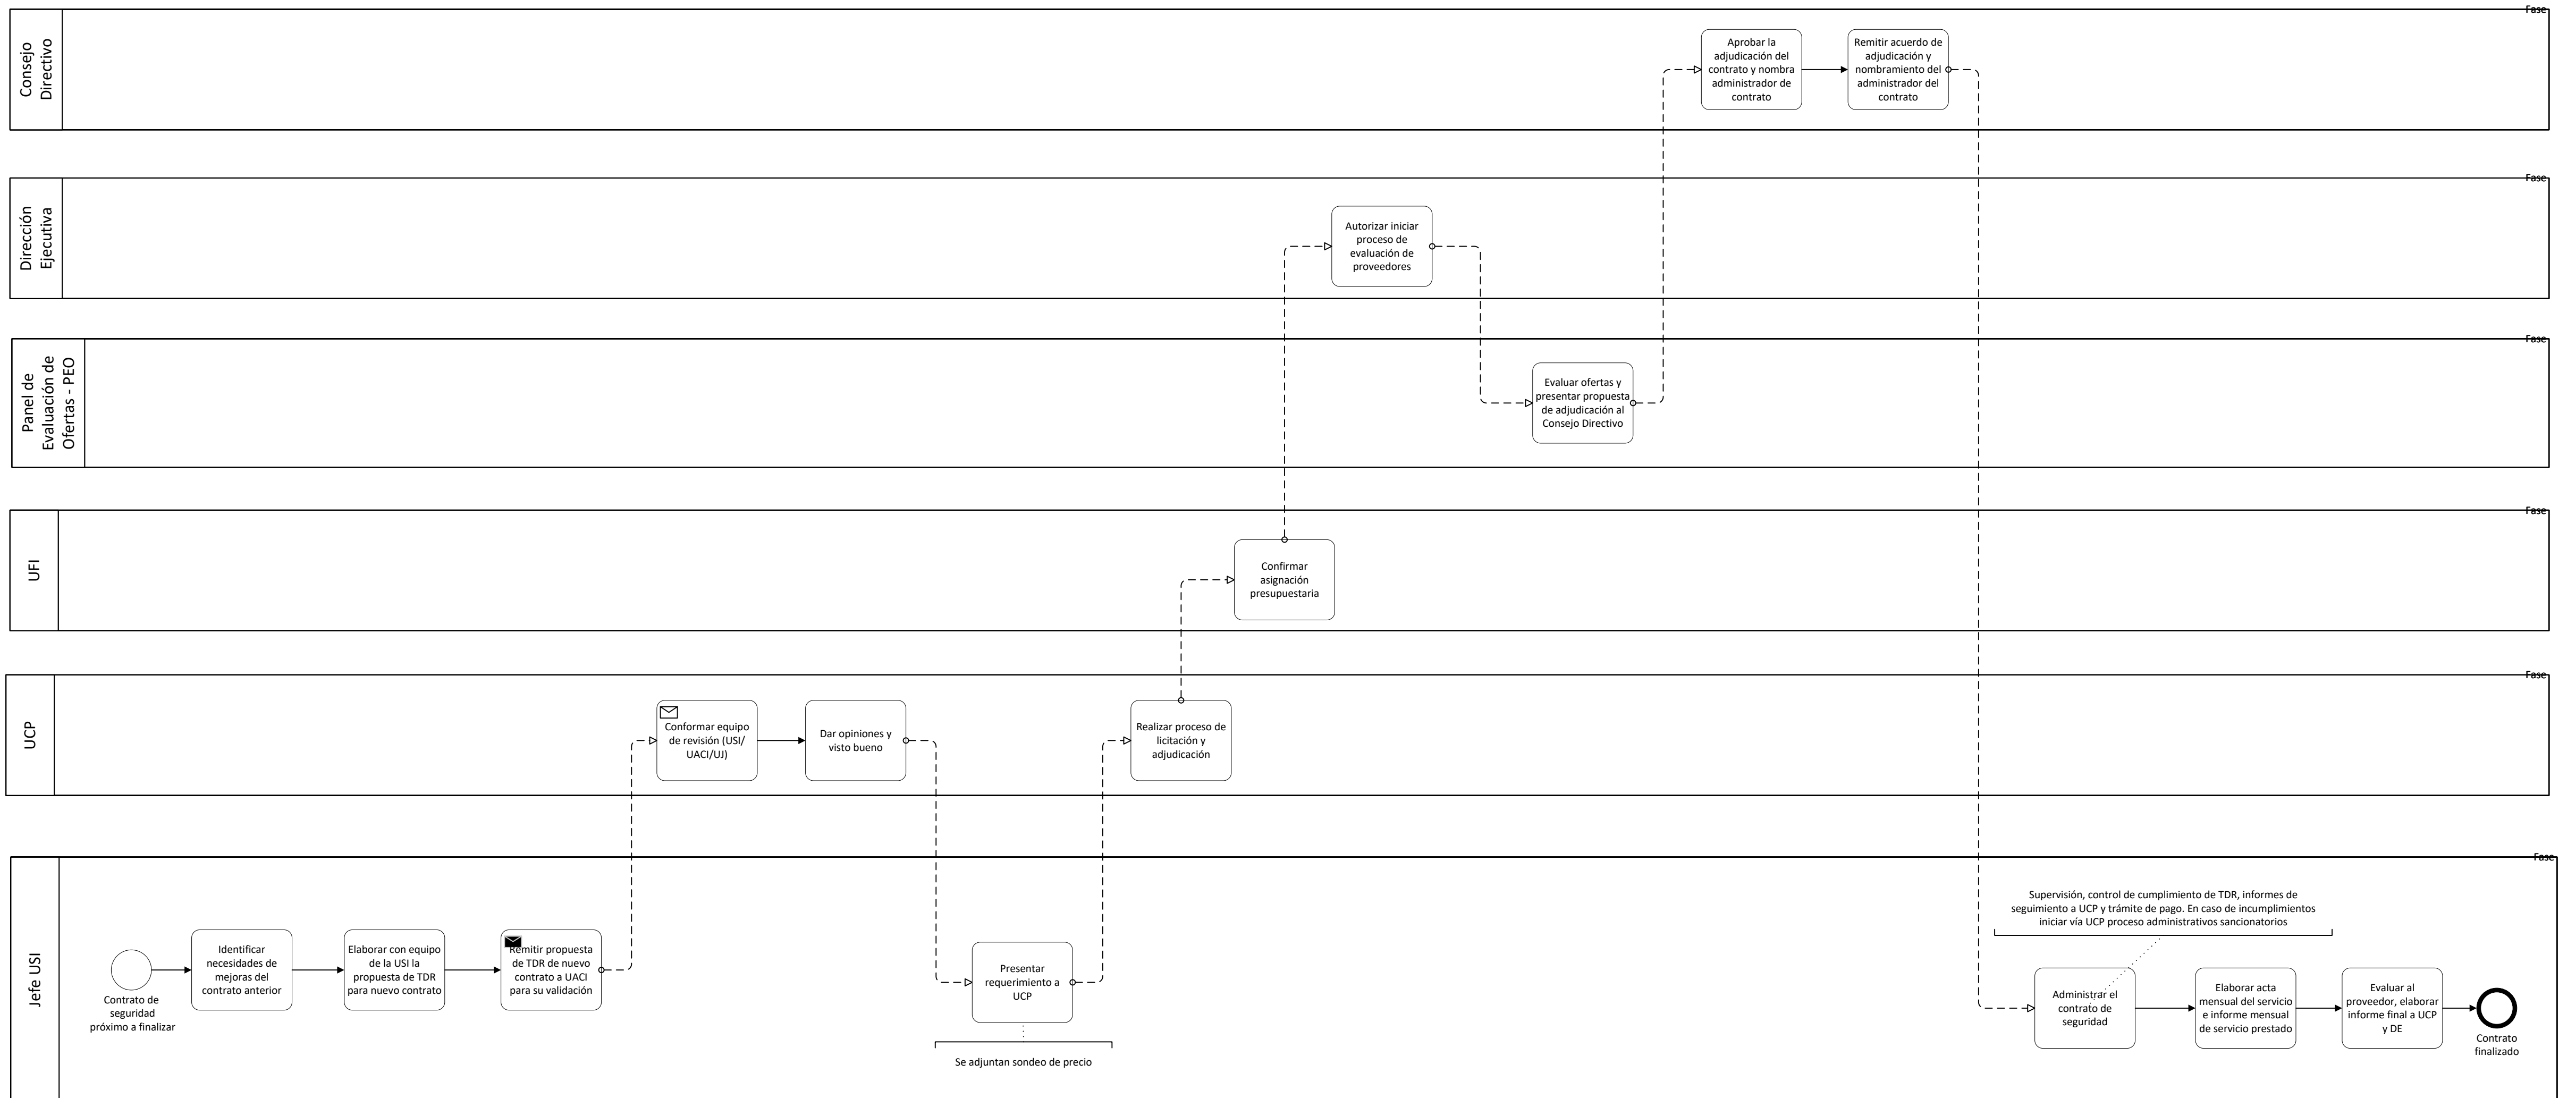 Fase
Consejo
Directivo
Aprobar la
adjudicación del
contrato y nombra
administrador de
contrato
Remitir acuerdo de
adjudicación y
nombramiento del
administrador del
contrato
Fase
Dirección
Ejecutiva
Autorizar iniciar
proceso de
evaluación de
proveedores
Fase
Panel de
Evaluación de
Ofertas - PEO
Evaluar ofertas y
presentar propuesta
de adjudicación al
Consejo Directivo
Fase
UFI
Confirmar
asignación
presupuestaria
Fase
UCP
Conformar equipo
de revisión (USI/
UACI/UJ)
Dar opiniones y
visto bueno
Realizar proceso de
licitación y
adjudicación
Fase
Jefe USI
Contrato de
seguridad
próximo a finalizar
Identificar
necesidades de
mejoras del
contrato anterior
Elaborar con equipo
de la USI la
propuesta de TDR
para nuevo contrato
Remitir propuesta
de TDR de nuevo
contrato a UACI
para su validación
Presentar
requerimiento a
UCP
Se adjuntan sondeo de precio
Supervisión, control de cumplimiento de TDR, informes de
seguimiento a UCP y trámite de pago. En caso de incumplimientos
iniciar vía UCP proceso administrativos sancionatorios
Administrar el
contrato de
seguridad
Elaborar acta
mensual del servicio
e informe mensual
de servicio prestado
Evaluar al
proveedor, elaborar
informe final a UCP
y DE
Contrato
finalizado